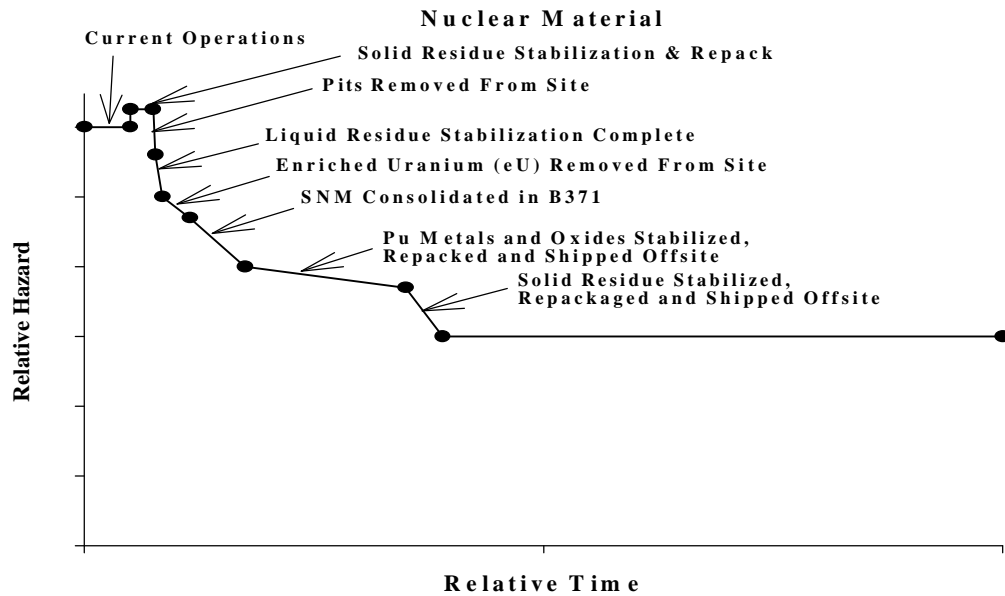 Nuclear Material
Current Operations
Solid Residue Stabilization & Repack
Pits Removed From Site
Liquid Residue Stabilization Complete
Enriched Uranium (eU) Removed From Site
SNM Consolidated in B371
Pu Metals and Oxides Stabilized,
Repacked and Shipped Offsite
Solid Residue Stabilized,
Repackaged and Shipped Offsite
Relative Hazard
Relative Time